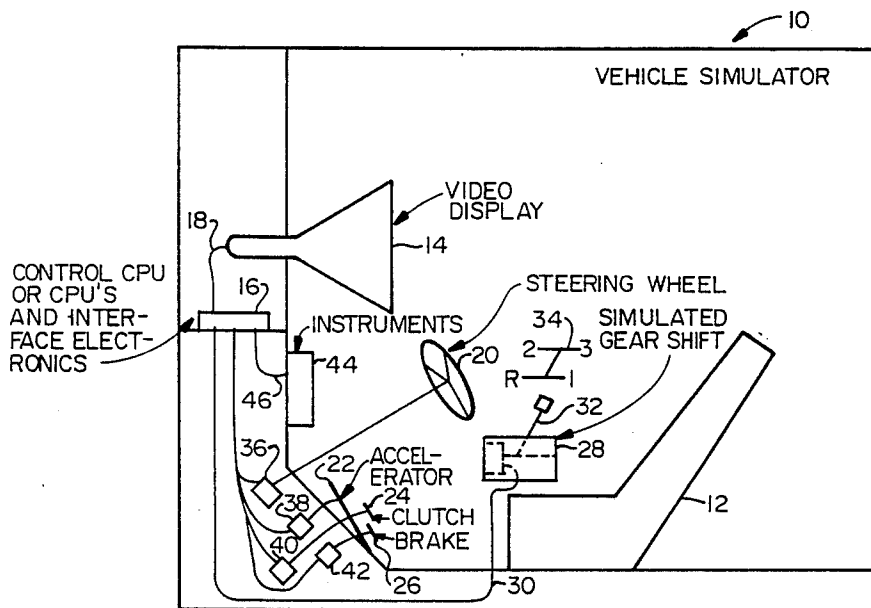 10
VEHICLE SIMULATOR
VIDEO
DISPLAY
14
18
CONTROL CPU
OR CPU'S
AND INTER-
FACE ELECT-
RONICS
16
INSTRUMENTS
44
46
STEERING WHEEL
20
SIMULATED
GEAR SHIFT
34
2 3
R 1
32
28
12
36
22
ACCEL-
ERATOR
38
24
CLUTCH
BRAKE
40
42
26
30